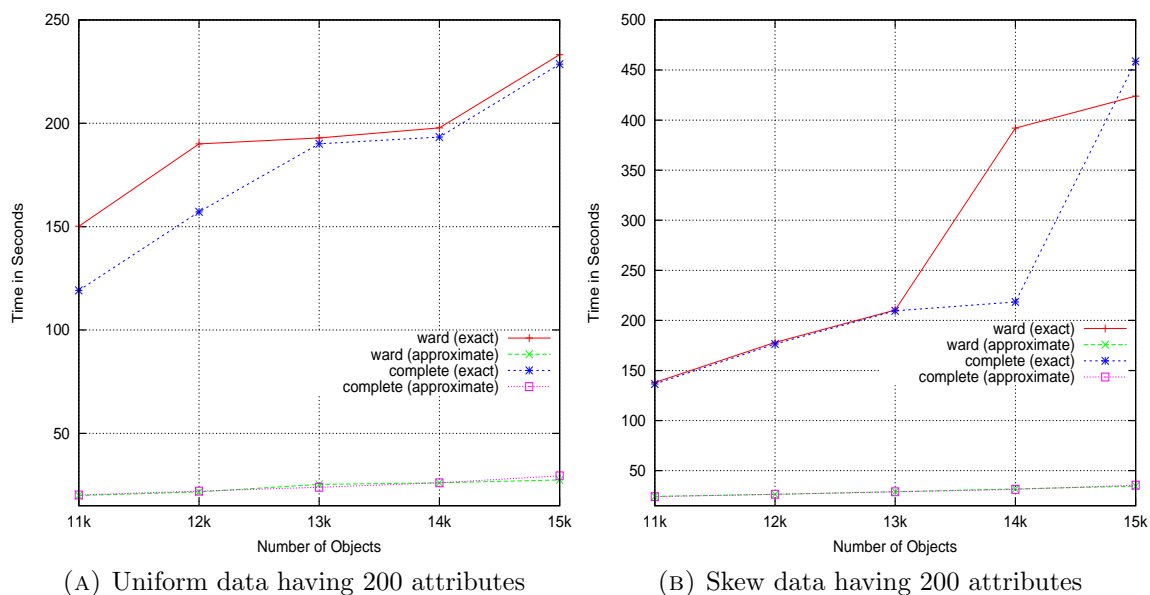 250
200
150
100
50
Time in Seconds
ward (exact)
ward (approximate)
complete (exact)
complete (approximate)
11k 12k 13k 14k 15k
Number of Objects
(A) Uniform data having 200 attributes
500
450
400
350
300
250
200
150
100
50
Time in Seconds
ward (exact)
ward (approximate)
complete (exact)
complete (approximate)
11k 12k 13k 14k 15k
Number of Objects
(B) Skew data having 200 attributes